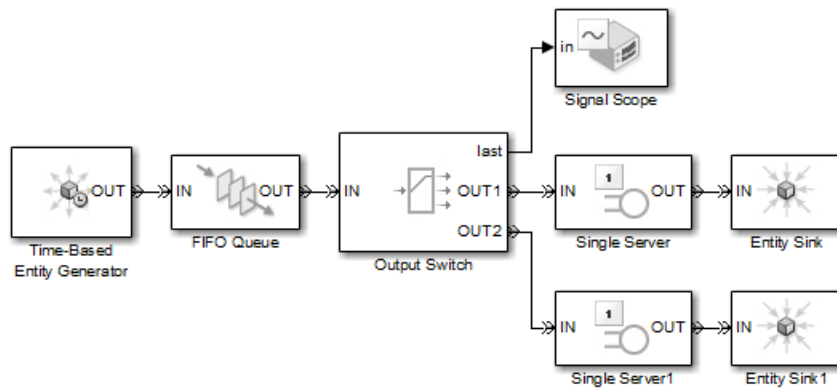 in
Signal Scope
last
OUT
IN
OUT
IN
OUT1
IN
1
OUT
IN
OUT2
Time-Based
Entity Generator
FIFO Queue
Output Switch
Single Server
Entity Sink
IN
1
OUT
IN
Single Server1
Entity Sink1